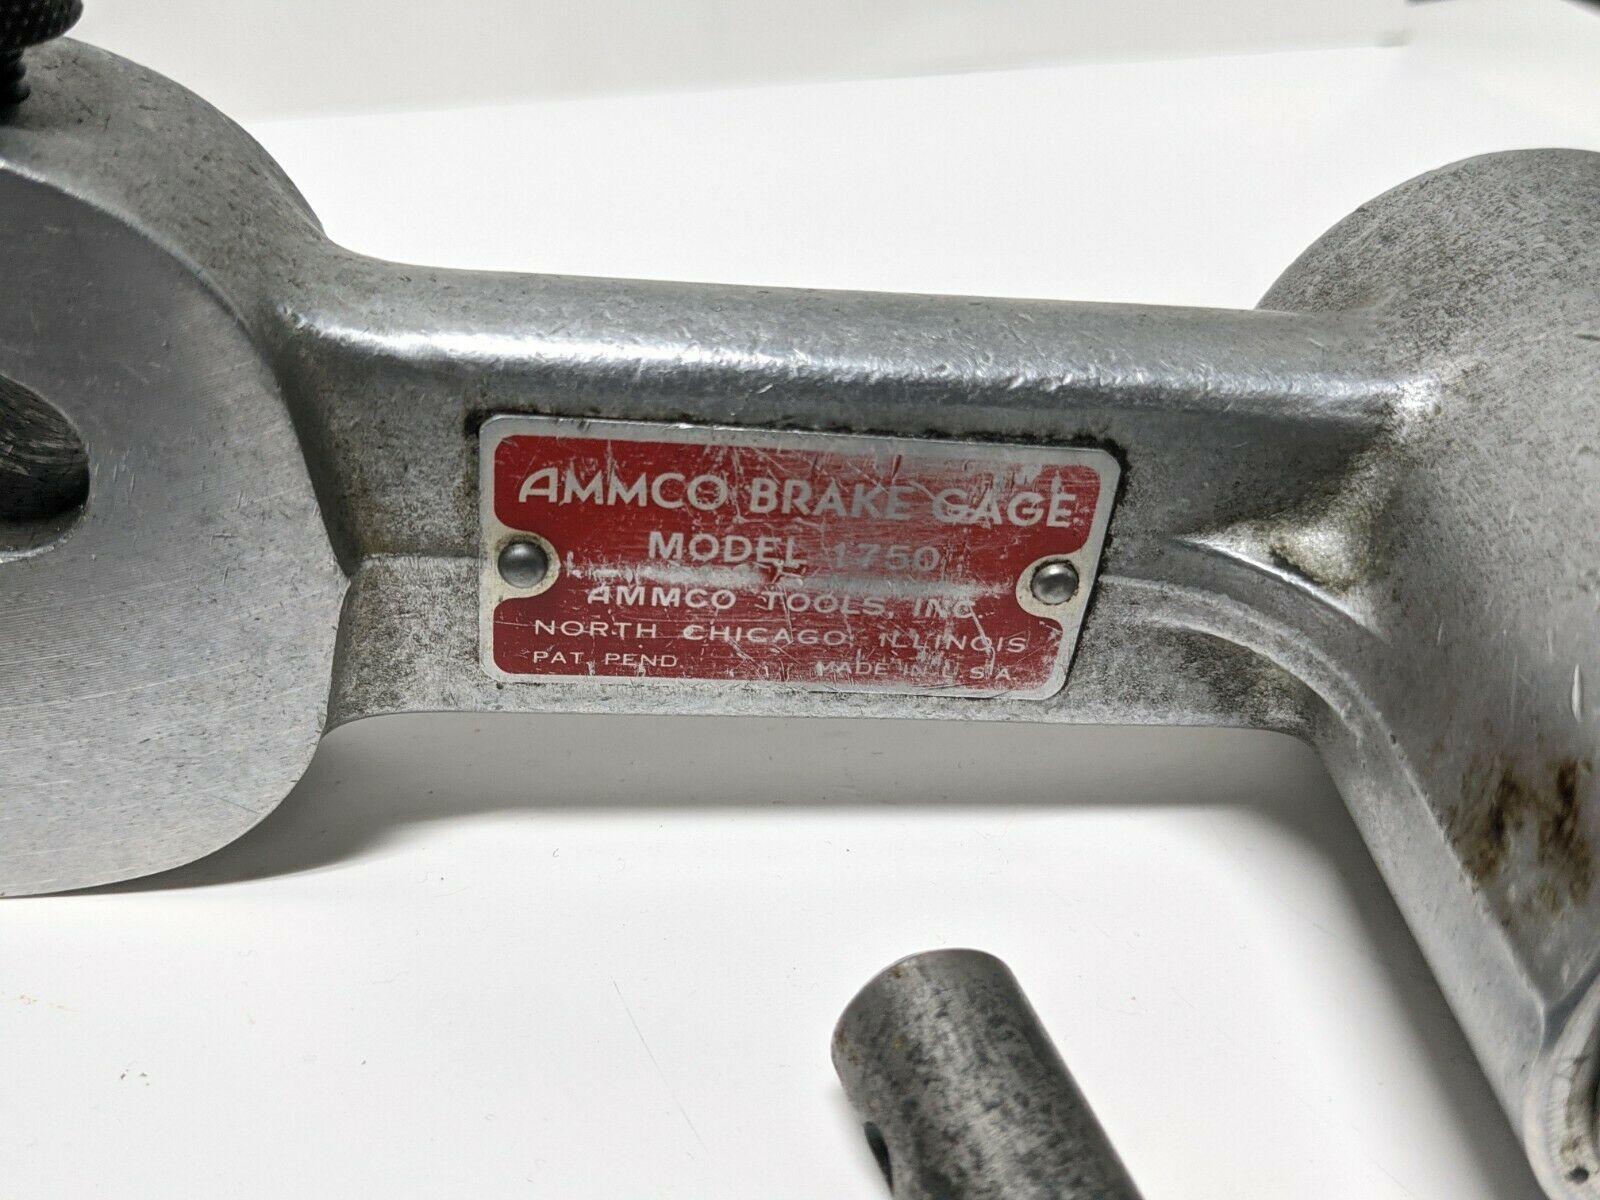 AMMCO BRAKE GAGE
MODEL 1750
AMMCO TOOLS, INC
NORTH CHICAGO, ILLINOIS
PAT. PEND. MADE IN U.S.A.